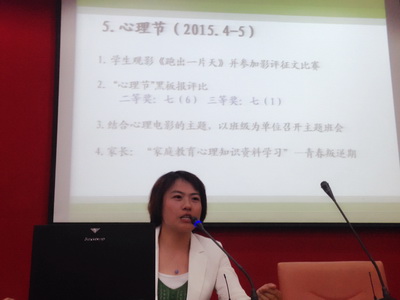 5.心理节（2015.4-5）
1. 学生观影《跑出一片天》并参加影评征文比赛
2. “心理节”黑板报评比
二等奖：七（6） 三等奖：七（1）
3. 结合心理电影的主题，以班级为单位召开主题班会
4. 家长：“家庭教育心理知识资料学习”—青春叛逆期